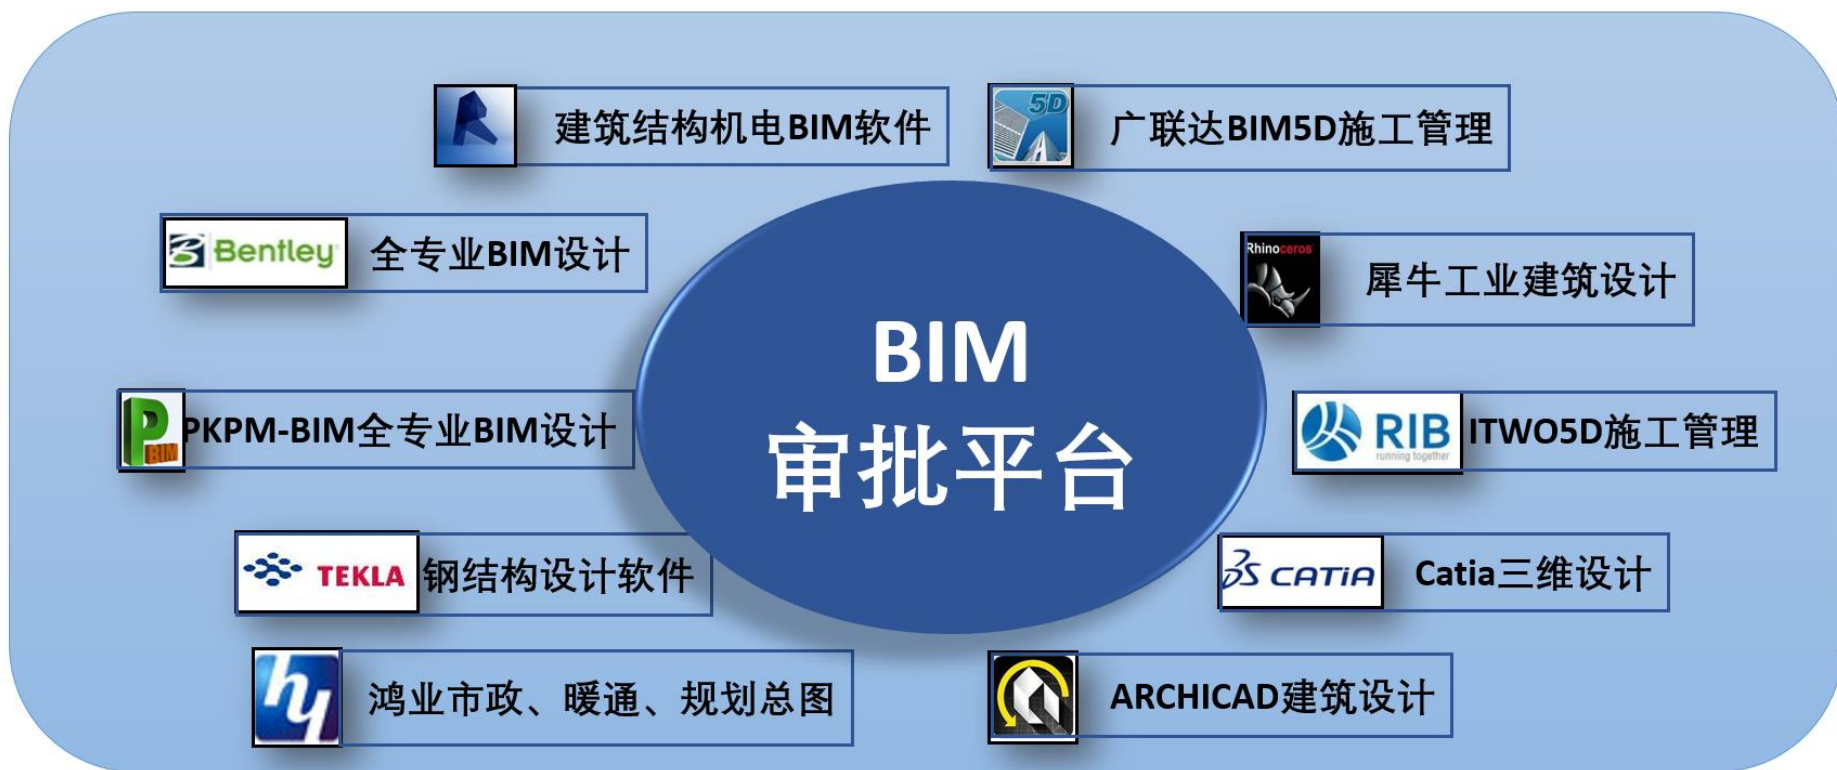 建筑结构机电BIM软件
5D
广联达BIM5D施工管理
Bentley
全专业BIM设计
Rhinoceros
犀牛工业建筑设计
BIM
审批平台
P
BIM
PKPM-BIM全专业BIM设计
RIB
running together
ITWO5D施工管理
TEKLA
钢结构设计软件
CATIA
Catia三维设计
hy
鸿业市政、暖通、规划总图
ARCHICAD建筑设计